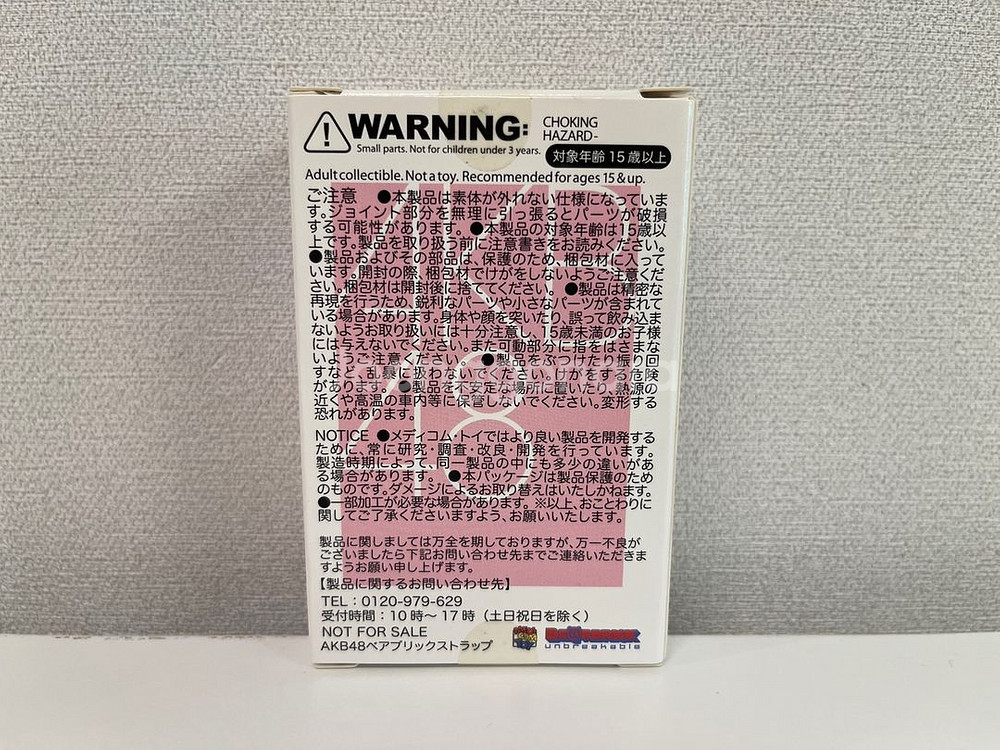 WARNING:
CHOKING
HAZARD-
Small parts. Not for children under 3 years.
対象年齢 15 歳以上
Adult collectible. Not a toy. Recommended for ages 15 & up.
ご注意 ●本製品は素体が外れない仕様になっていま
す。ジョイント部分を無理に引っ張るとパーツが破損
する可能性があります。●本製品の対象年齢は15歳以
上です。製品を取り扱う前に注意書きをお読みください。
●製品およびその部品は、保護のため、梱包材に入って
います。開封の際、梱包材でけがをしないようご注意くだ
さい。梱包材は開封後に捨ててください。●製品は精密な
再現を行うため、鋭利なパーツや小さなパーツが含まれて
いる場合があります。身体や顔を突いたり、誤って飲み込ま
ないようお取り扱いには十分注意し、15歳未満のお子様
には与えないでください。また可動部分に指をはさまな
いようご注意ください。●製品をぶつけたり振り回
すなど、乱暴に扱わないでください。けがをする危険
があります。●製品を不安定な場所に置いたり、熱源の
近くや高温の車内等に保管しないでください。変形する
恐れがあります。
NOTICE ●メディコム・トイではより良い製品を開発する
ために、常に研究・調査・改良・開発を行っています。
製造時期によって、同一製品の中にも多少の違いがあ
る場合があります。●本パッケージは製品保護のため
のものです。ダメージによるお取り替えはいたしかねます。
●一部加工が必要な場合があります。※以上、おことわりに
関してご了承くださいますよう、お願いいたします。
製品に関しましては万全を期しておりますが、万一不良が
ございましたら下記お問い合わせ先までご連絡いただきま
すようお願い申し上げます。
【製品に関するお問い合わせ先】
TEL：0120-979-629
受付時間：10時～17時（土日祝日を除く）
NOT FOR SALE
AKB48ベアブリックストラップ
BE@RBRICK
unbreakable
AKB
48